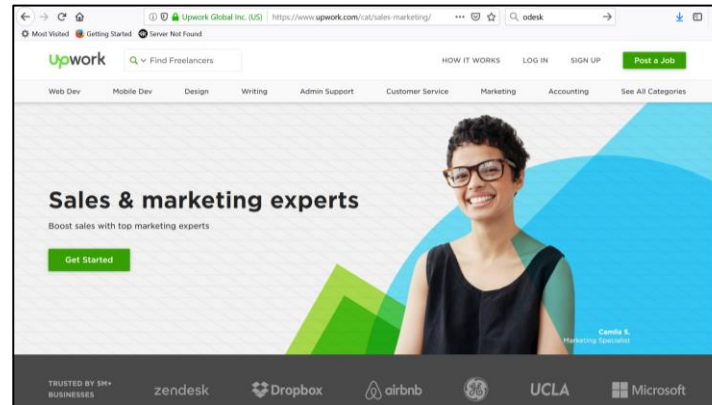 Upwork Global Inc. (US) https://www.upwork.com/cat/sales-marketing/ odesk
Most Visited Getting Started Server Not Found
Upwork Find Freelancers HOW IT WORKS LOG IN SIGN UP Post a Job
Web Dev Mobile Dev Design Writing Admin Support Customer Service Marketing Accounting See All Categories
Sales & marketing experts
Boost sales with top marketing experts
Get Started
Camila S.
Marketing Specialist
TRUSTED BY 5M+
BUSINESSES
zendesk Dropbox airbnb GE UCLA Microsoft